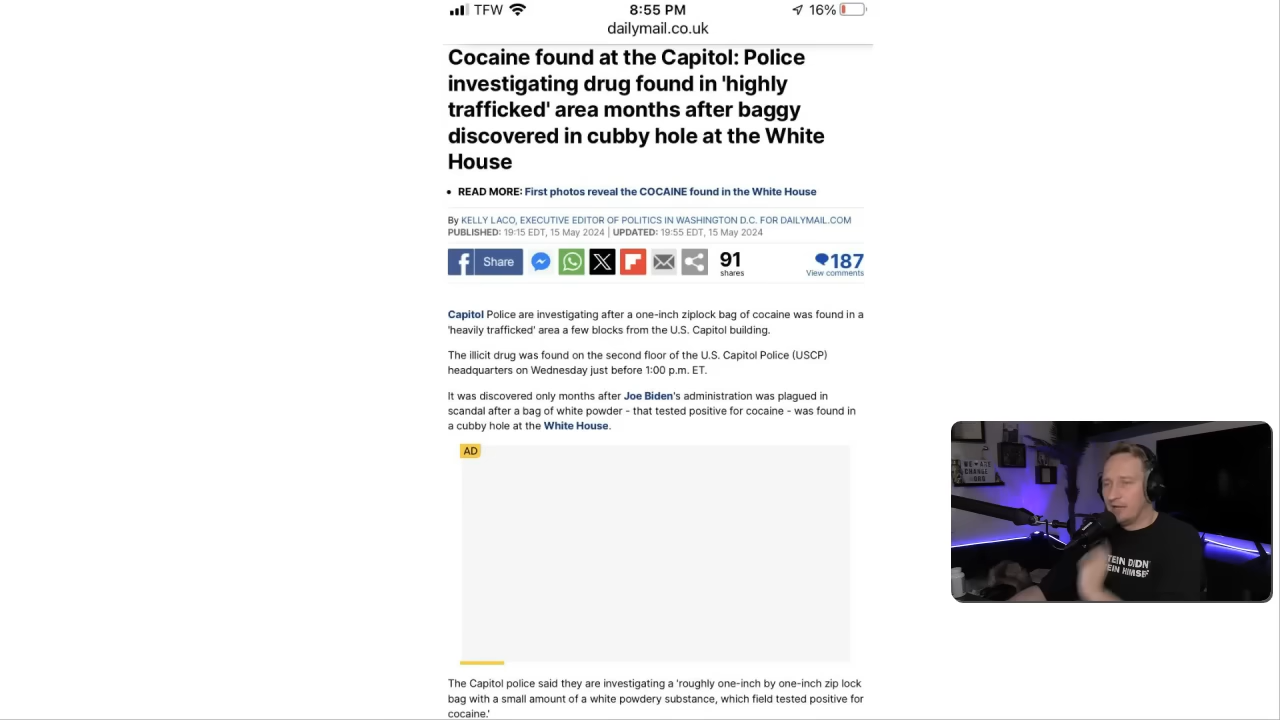 TFW
8:55 PM
16%
dailymail.co.uk
Cocaine found at the Capitol: Police
investigating drug found in 'highly
trafficked' area months after baggy
discovered in cubby hole at the White
House
• READ MORE: First photos reveal the COCAINE found in the White House
By KELLY LACO, EXECUTIVE EDITOR OF POLITICS IN WASHINGTON D.C. FOR DAILYMAIL.COM
PUBLISHED: 19:15 EDT, 15 May 2024 | UPDATED: 19:55 EDT, 15 May 2024
Share
91
shares
187
View comments
Capitol Police are investigating after a one-inch ziplock bag of cocaine was found in a
'heavily trafficked' area a few blocks from the U.S. Capitol building.
The illicit drug was found on the second floor of the U.S. Capitol Police (USCP)
headquarters on Wednesday just before 1:00 p.m. ET.
It was discovered only months after Joe Biden's administration was plagued in
scandal after a bag of white powder - that tested positive for cocaine - was found in
a cubby hole at the White House.
AD
WE ARE
CHANGE
.ORG
TEIN DIDN'
EIN HIMSE
The Capitol police said they are investigating a 'roughly one-inch by one-inch zip lock
bag with a small amount of a white powdery substance, which field tested positive for
cocaine.'